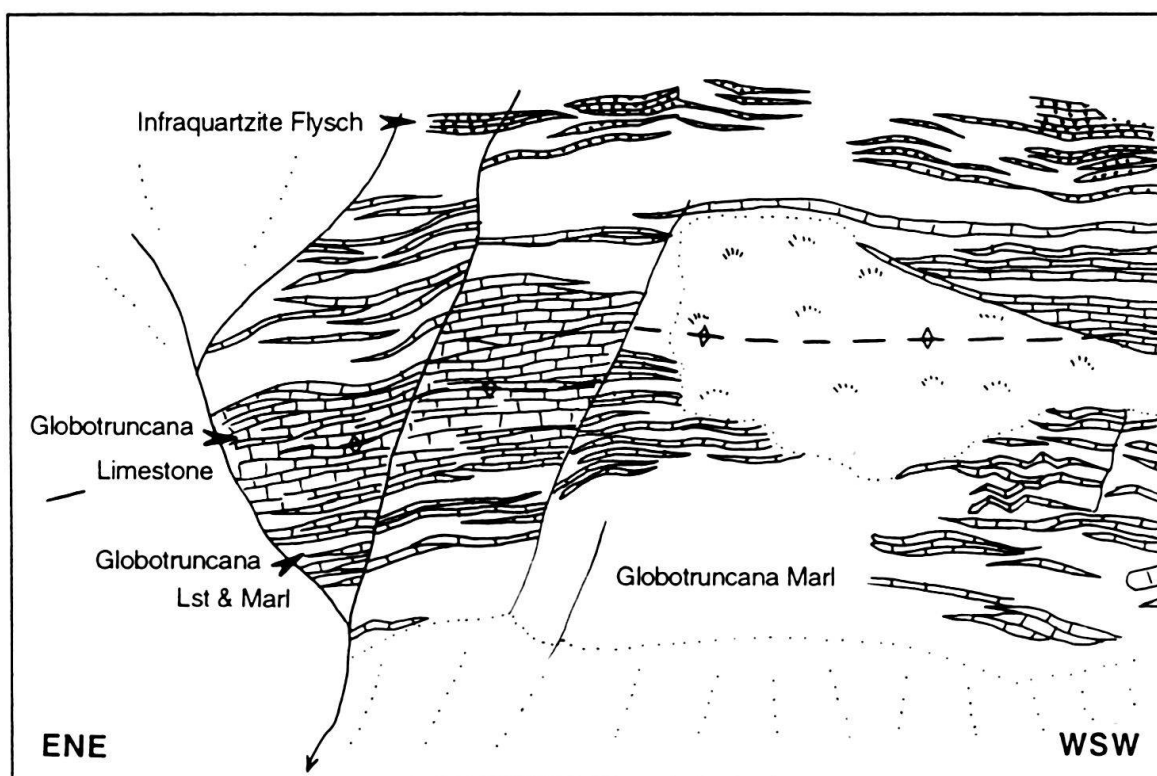 Infraquartzite Flysch
Globotruncana
Limestone
Globotruncana
Lst & Marl
Globotruncana Marl
ENE
WSW